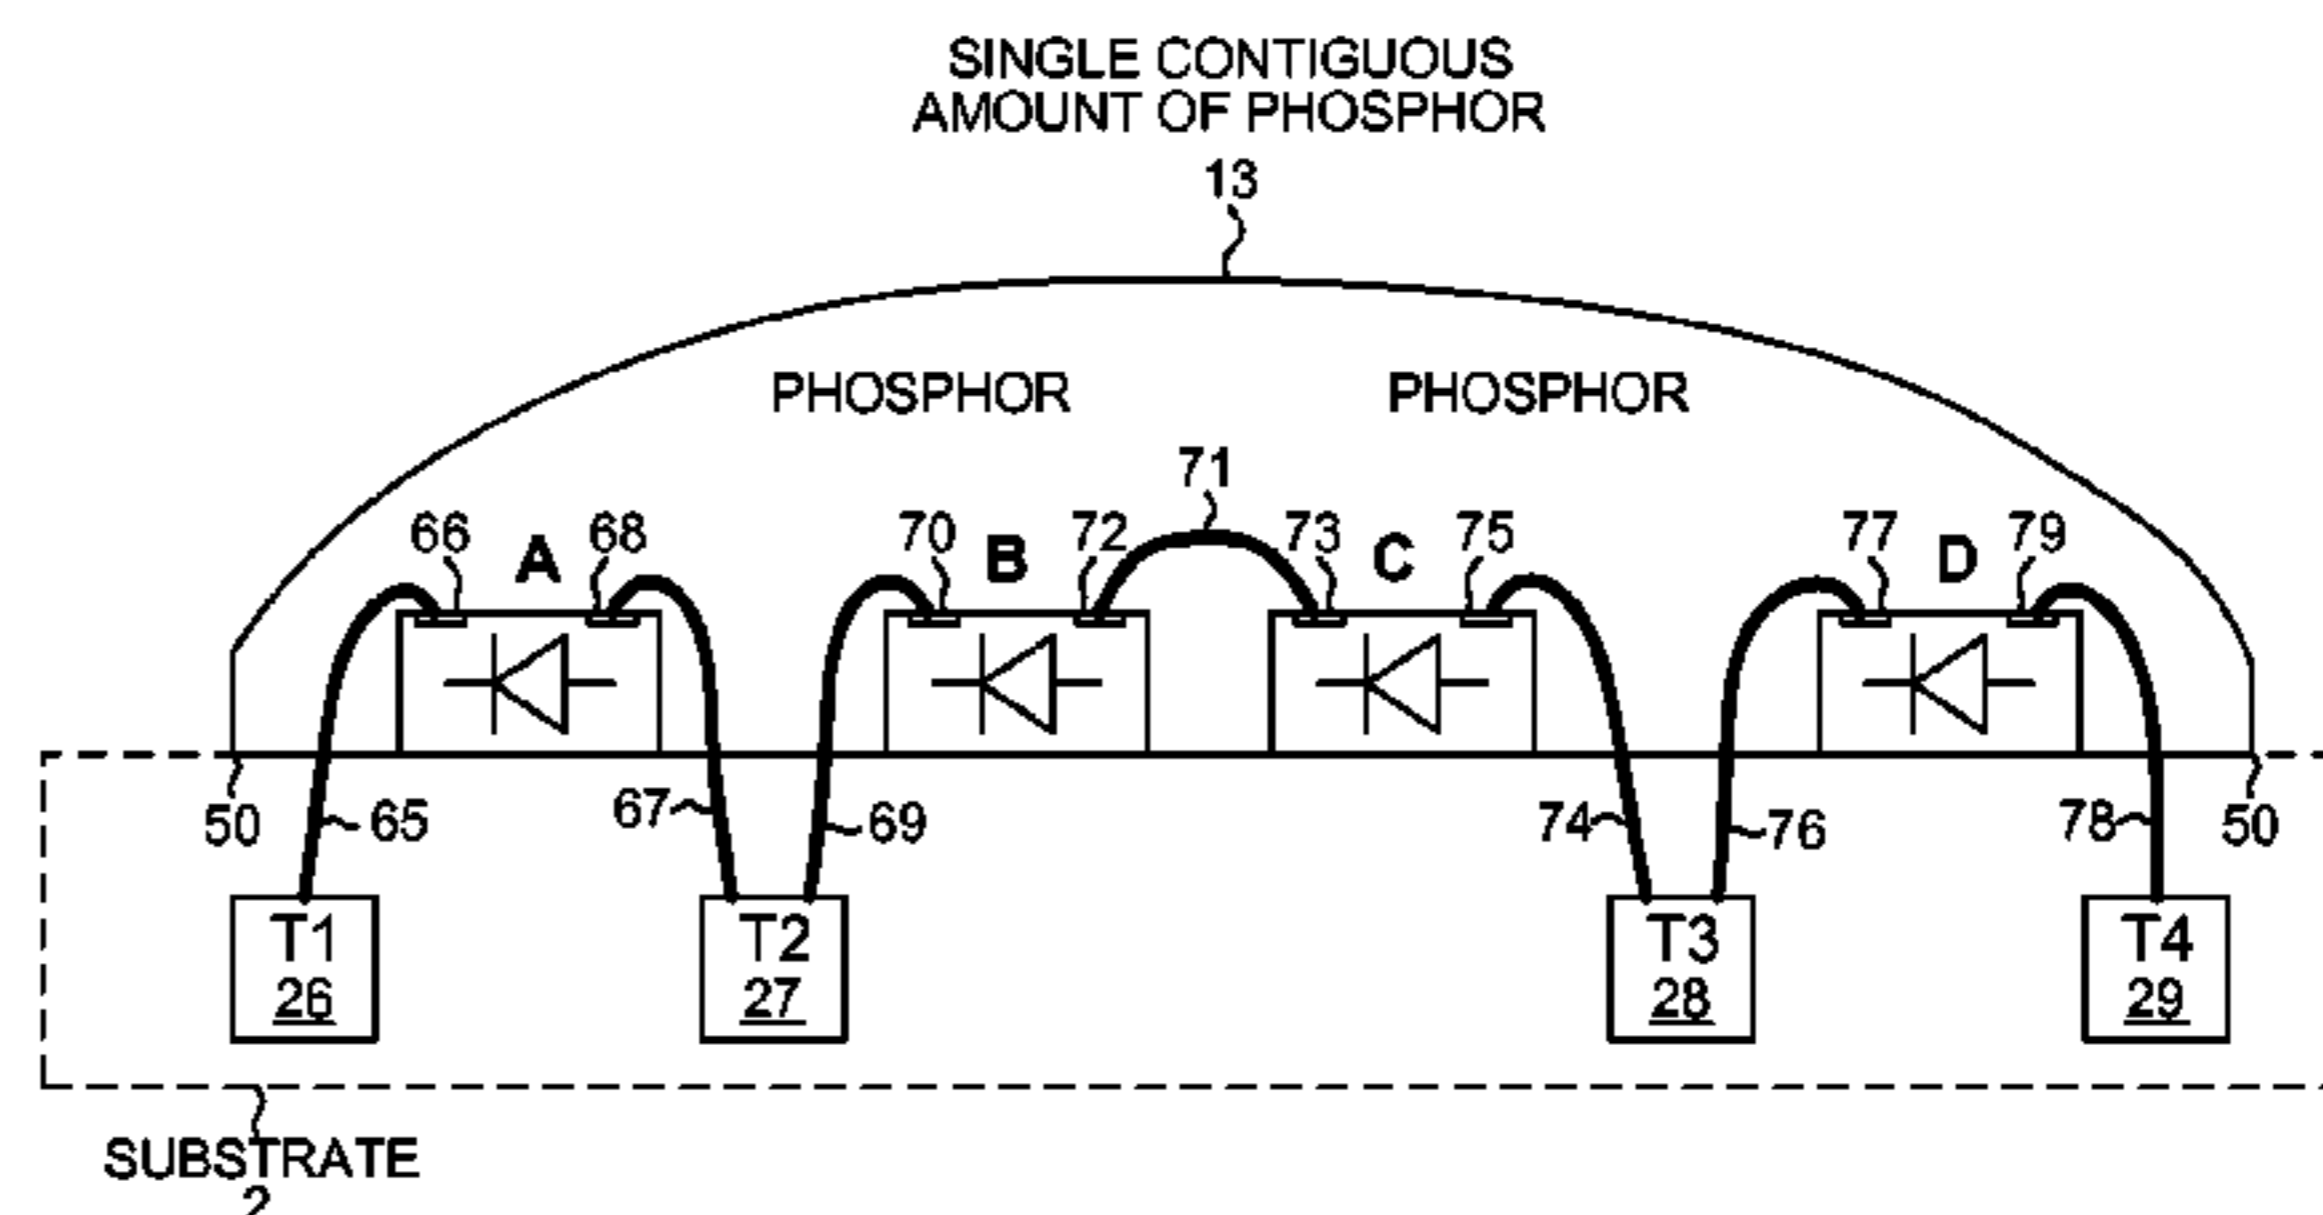 SINGLE CONTIGUOUS
AMOUNT OF PHOSPHOR
13
PHOSPHOR PHOSPHOR
71
66 A 68 70 B 72 73 C 75 77 D 79
50 65 67 69 74 76 78 50
T1 T2 T3 T4
26 27 28 29
SUBSTRATE
2